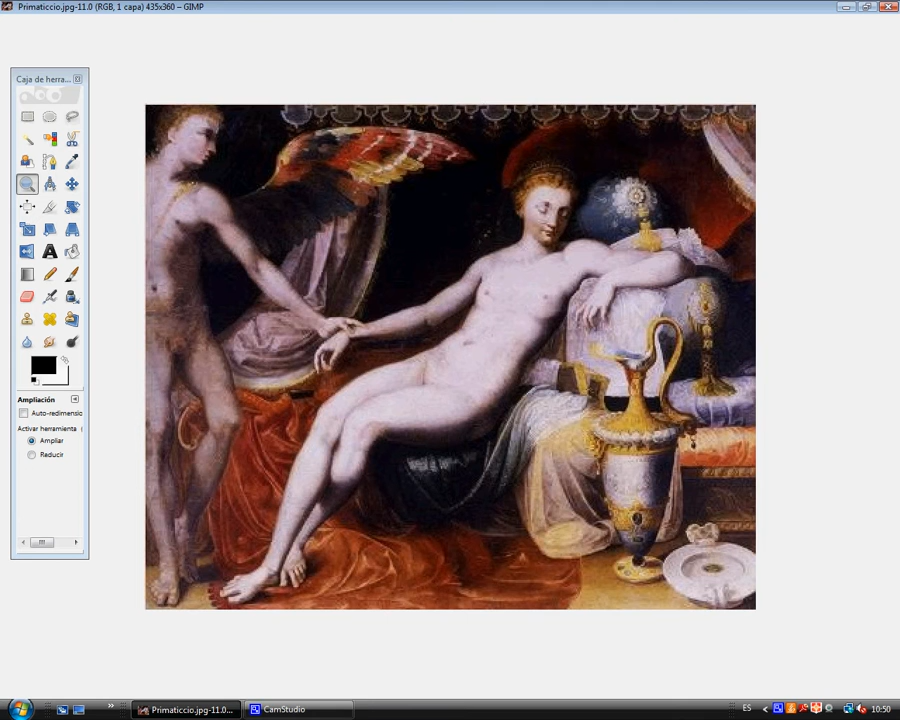 Primaticcio.jpg-11.0 (RGB, 1 capa) 435x360 – GIMP
Caja de herra...
Ampliación
Auto-redimensio
Activar herramienta (
Ampliar
Reducir
Primaticcio.jpg-11.0...
CamStudio
ES
10:50